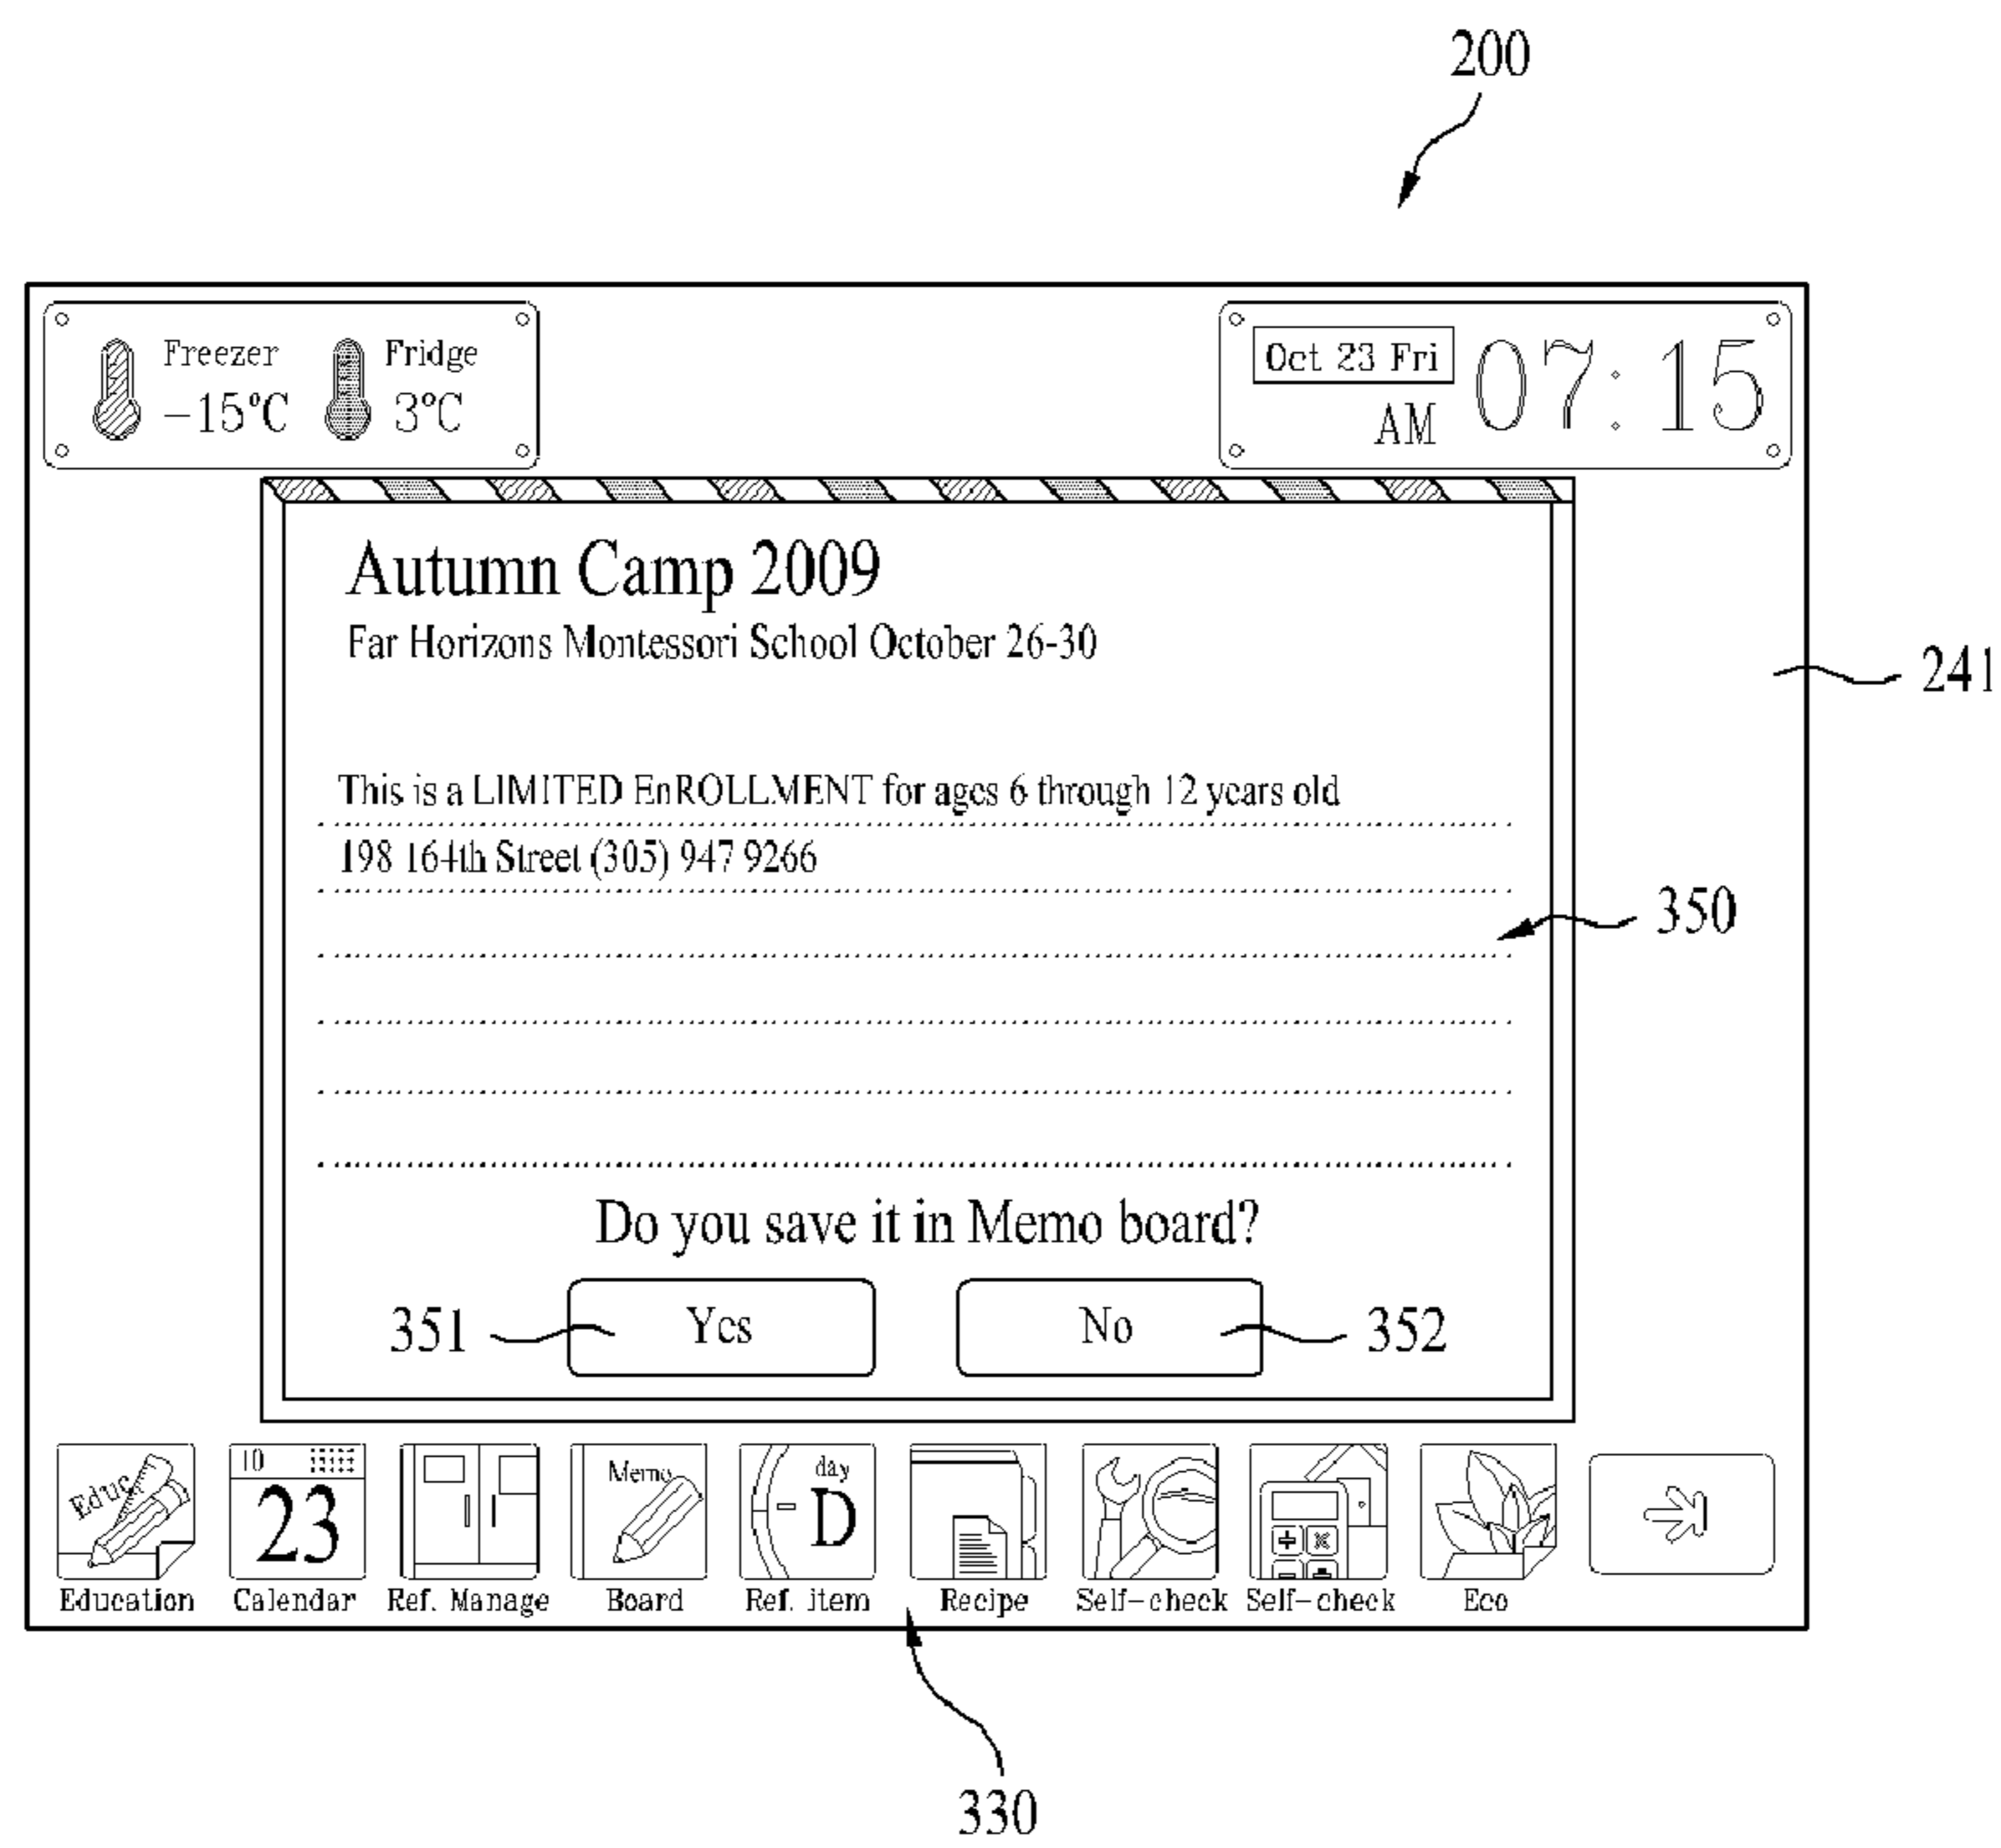 200
Freezer
-15°C
Fridge
3°C
Oct 23 Fri
AM
07:15
Autumn Camp 2009
Far Horizons Montessori School October 26-30
241
This is a LIMITED EnROLLMENT for ages 6 through 12 years old
198 164th Street (305) 947 9266
350
Do you save it in Memo board?
351
Yes
No
352
Educ
10
23
Memo
day
D
Education
Calendar
Ref. Manage
Board
Ref. item
Recipe
Self-check
Self-check
Eco
330